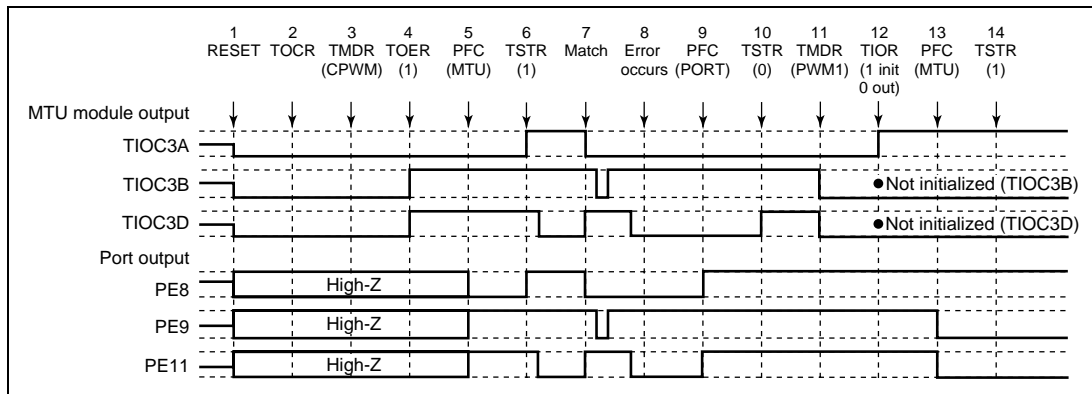 1 2 3 4 5 6 7 8 9 10 11 12 13 14
RESET TOCR TMDR TOER PFC TSTR Match Error PFC TSTR TMDR TIOR PFC TSTR
(CPWM) (1) (MTU) (1) occurs (PORT) (0) (PWM1) (1 init (MTU) (1)
0 out)
MTU module output
TIOC3A
TIOC3B ●Not initialized (TIOC3B)
TIOC3D ●Not initialized (TIOC3D)
Port output
PE8 High-Z
PE9 High-Z
PE11 High-Z